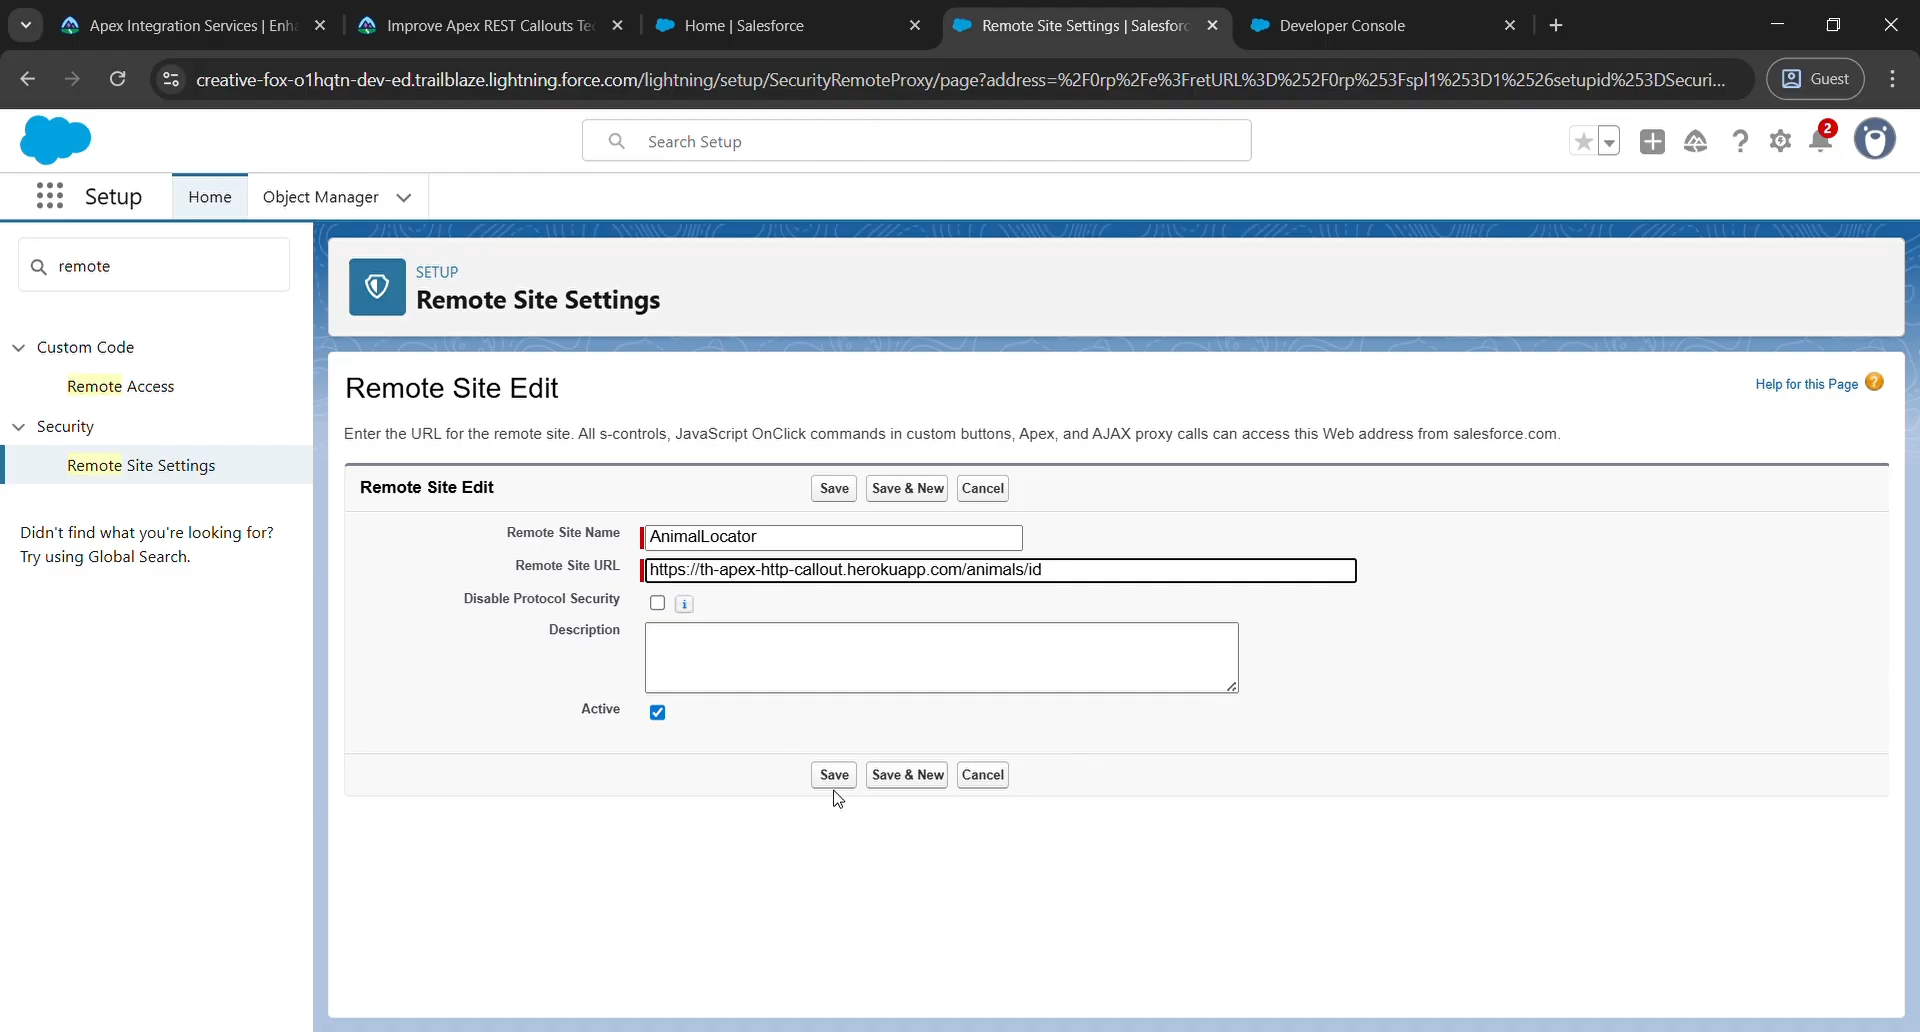 Apex Integration Services | Enha
Improve Apex REST Callouts Tec
Home | Salesforce
Remote Site Settings | Salesforc
Developer Console
creative-fox-o1hqtn-dev-ed.trailblaze.lightning.force.com/lightning/setup/SecurityRemoteProxy/page?address=%2F0rp%2Fe%3FretURL%3D%252F0rp%253Fspl1%253D1%2526setupid%253DSecuri...
Guest
Search Setup
2
Setup
Home
Object Manager
remote
SETUP
Remote Site Settings
Custom Code
Remote Access
Security
Remote Site Settings
Didn't find what you're looking for?
Try using Global Search.
Remote Site Edit
Help for this Page
Enter the URL for the remote site. All s-controls, JavaScript OnClick commands in custom buttons, Apex, and AJAX proxy calls can access this Web address from salesforce.com.
Remote Site Edit
Save
Save & New
Cancel
Remote Site Name
AnimalLocator
Remote Site URL
https://th-apex-http-callout.herokuapp.com/animals/id
Disable Protocol Security
i
Description
Active
Save
Save & New
Cancel